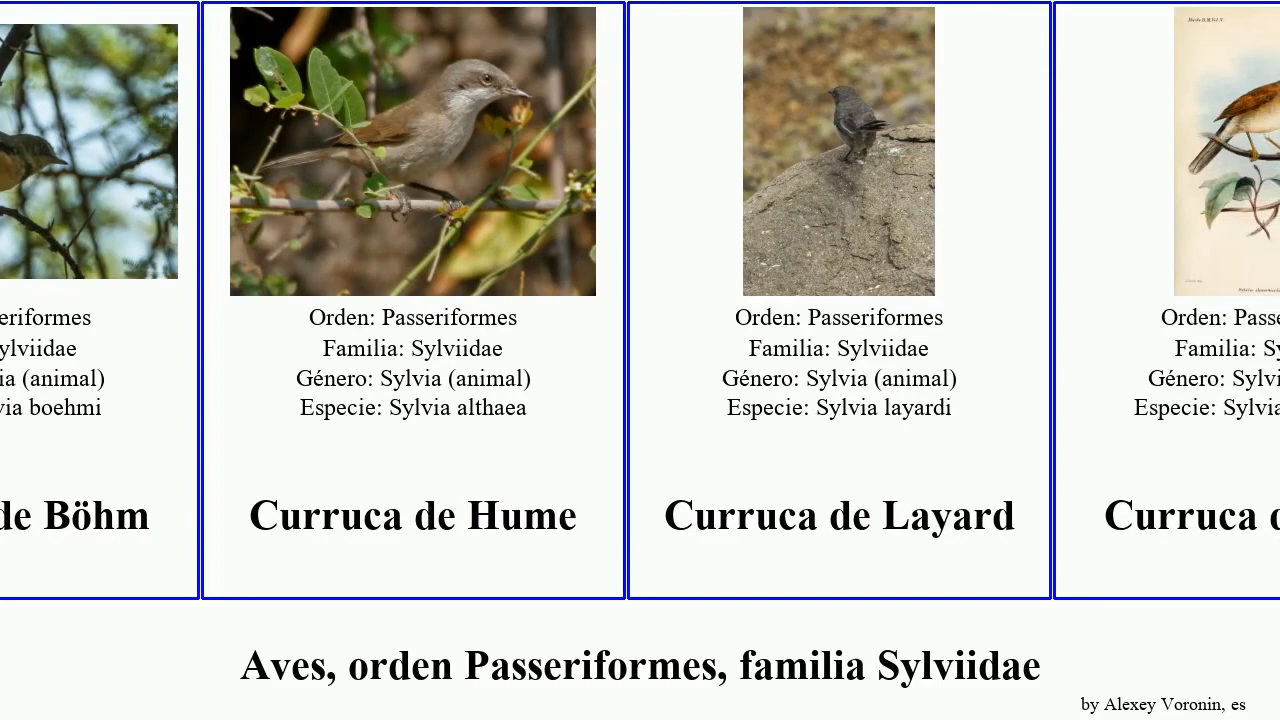 eriformes
ylviidae
ia (animal)
via boehmi
de Böhm
Orden: Passeriformes
Familia: Sylviidae
Género: Sylvia (animal)
Especie: Sylvia althaea
Curruca de Hume
Orden: Passeriformes
Familia: Sylviidae
Género: Sylvia (animal)
Especie: Sylvia layardi
Curruca de Layard
Orden: Passe
Familia: Sy
Género: Sylvi
Especie: Sylvia
Curruca d
Aves, orden Passeriformes, familia Sylviidae
by Alexey Voronin, es